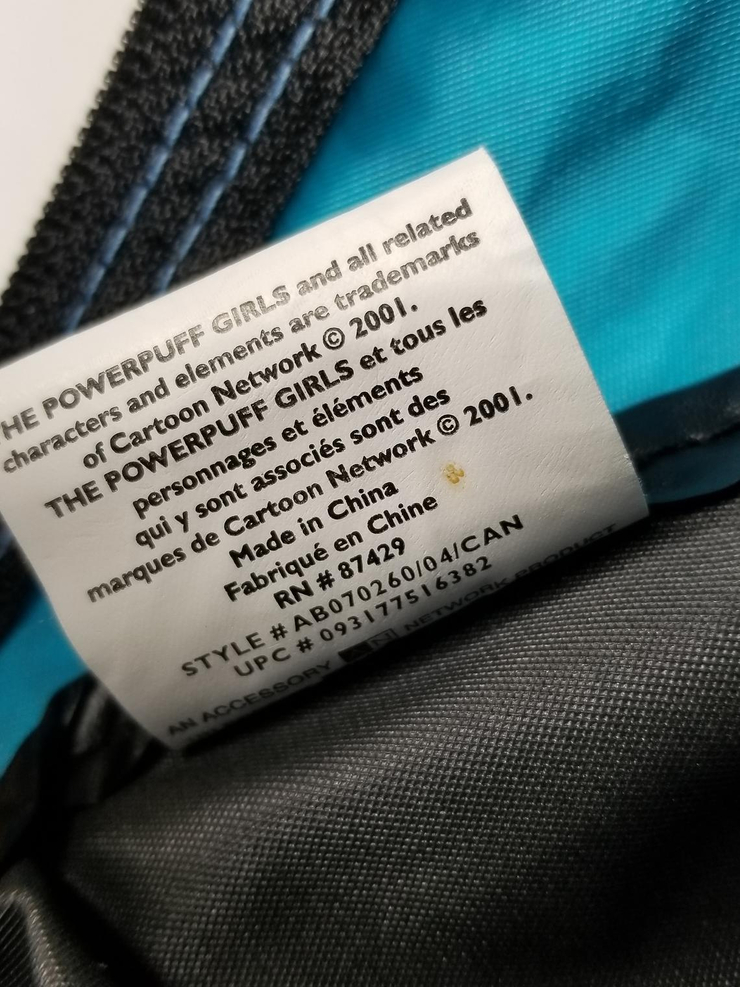 HE POWERPUFF GIRLS and all related
characters and elements are trademarks
of Cartoon Network © 2001.
THE POWERPUFF GIRLS et tous les
personnages et éléments
qui y sont associés sont des
marques de Cartoon Network © 2001.
Made in China
Fabriqué en Chine
RN # 87429
STYLE # AB070260/04/CAN
UPC # 093177516382
AN ACCESSORY NETWORK PRODUCT